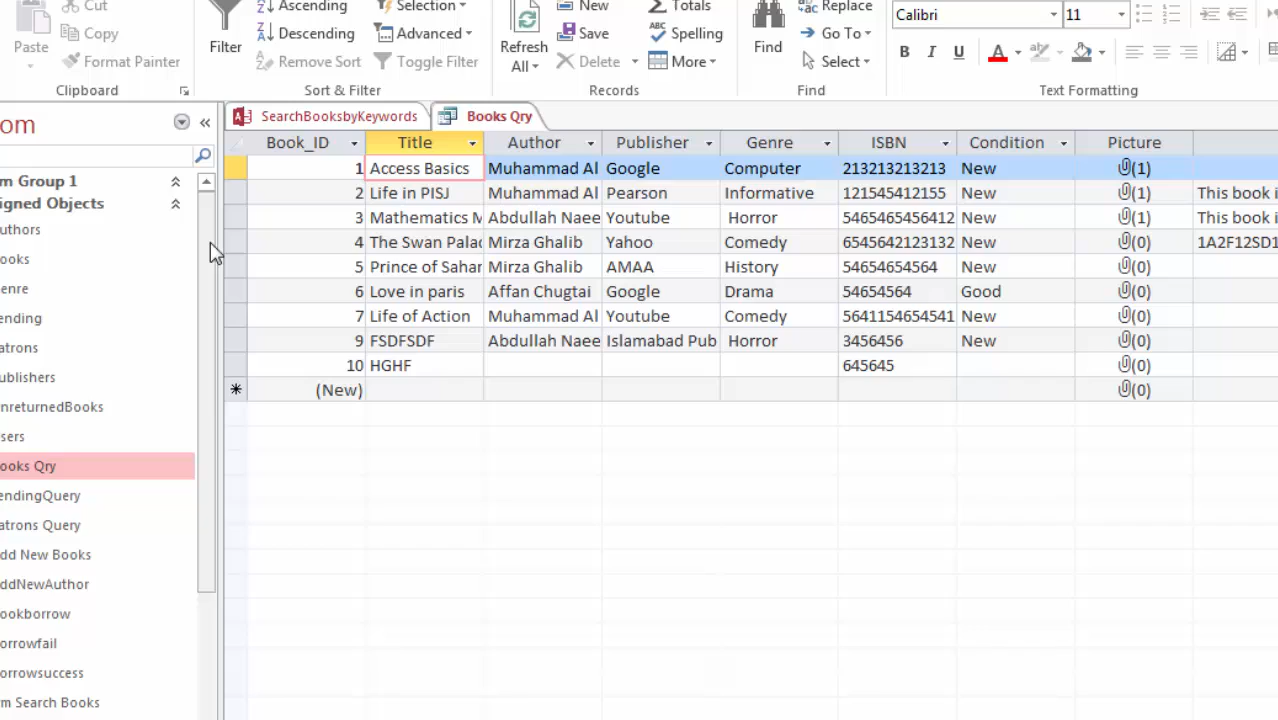 Cut
Ascending
Selection
New
Totals
Replace
Calibri
11
Paste
Copy
Filter
Descending
Advanced
Refresh
All
Save
Spelling
Find
Go To
B I U A
Format Painter
Remove Sort
Toggle Filter
Delete
More
Select
Clipboard
Sort & Filter
Records
Find
Text Formatting
om
SearchBooksbyKeywords
Books Qry
m Group 1
igned Objects
uthors
ooks
enre
ending
atrons
ublishers
nreturnedBooks
sers
ooks Qry
endingQuery
atrons Query
dd New Books
ddNewAuthor
ookborrow
orrowfail
orrowsuccess
m Search Books
Book_ID Title Author Publisher Genre ISBN Condition Picture
1 Access Basics Muhammad Al Google Computer 213213213213 New (1)
2 Life in PISJ Muhammad Al Pearson Informative 121545412155 New (1) This book i
3 Mathematics M Abdullah Naee Youtube Horror 5465465456412 New (1) This book i
4 The Swan Palac Mirza Ghalib Yahoo Comedy 6545642123132 New (0) 1A2F12SD1
5 Prince of Sahar Mirza Ghalib AMAA History 54654654564 New (0)
6 Love in paris Affan Chugtai Google Drama 54654564 Good (0)
7 Life of Action Muhammad Al Youtube Comedy 5641154654541 New (0)
9 FSDFSDF Abdullah Naee Islamabad Pub Horror 3456456 New (0)
10 HGHF 645645 (0)
(New) (0)